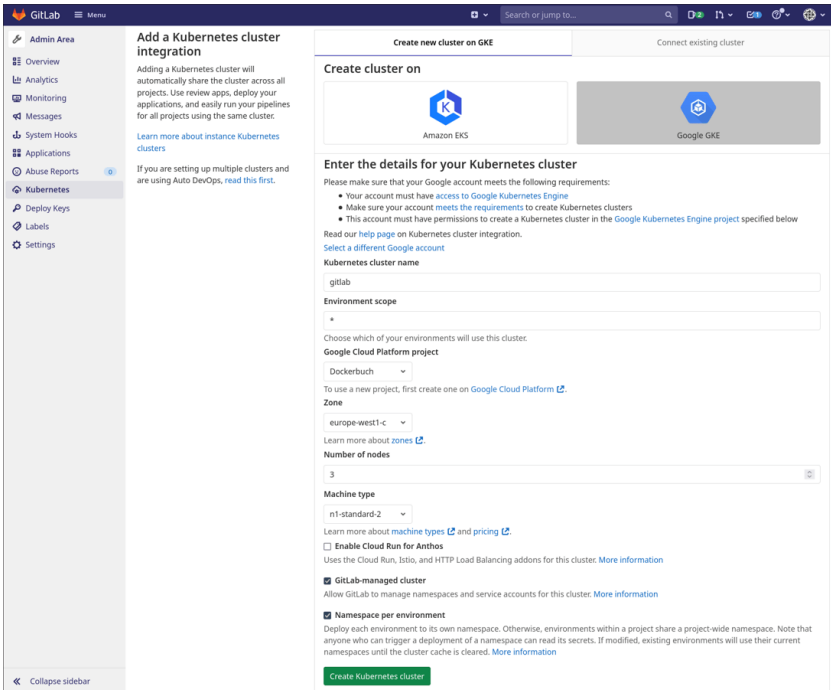 GitLab Menu Search or jump to...
Admin Area
Overview
Analytics
Monitoring
Messages
System Hooks
Applications
Abuse Reports 0
Kubernetes
Deploy Keys
Labels
Settings
Collapse sidebar
Add a Kubernetes cluster
integration
Adding a Kubernetes cluster will
automatically share the cluster across all
projects. Use review apps, deploy your
applications, and easily run your pipelines
for all projects using the same cluster.
Learn more about instance Kubernetes
clusters
If you are setting up multiple clusters and
are using Auto DevOps, read this first.
Create new cluster on GKE
Connect existing cluster
Create cluster on
Amazon EKS
Google GKE
Enter the details for your Kubernetes cluster
Please make sure that your Google account meets the following requirements:
• Your account must have access to Google Kubernetes Engine
• Make sure your account meets the requirements to create Kubernetes clusters
• This account must have permissions to create a Kubernetes cluster in the Google Kubernetes Engine project specified below
Read our help page on Kubernetes cluster integration.
Select a different Google account
Kubernetes cluster name
gitlab
Environment scope
*
Choose which of your environments will use this cluster.
Google Cloud Platform project
Dockerbuch
To use a new project, first create one on Google Cloud Platform.
Zone
europe-west1-c
Learn more about zones.
Number of nodes
3
Machine type
n1-standard-2
Learn more about machine types and pricing.
Enable Cloud Run for Anthos
Uses the Cloud Run, Istio, and HTTP Load Balancing addons for this cluster. More information
GitLab-managed cluster
Allow GitLab to manage namespaces and service accounts for this cluster. More information
Namespace per environment
Deploy each environment to its own namespace. Otherwise, environments within a project share a project-wide namespace. Note that
anyone who can trigger a deployment of a namespace can read its secrets. If modified, existing environments will use their current
namespaces until the cluster cache is cleared. More information
Create Kubernetes cluster